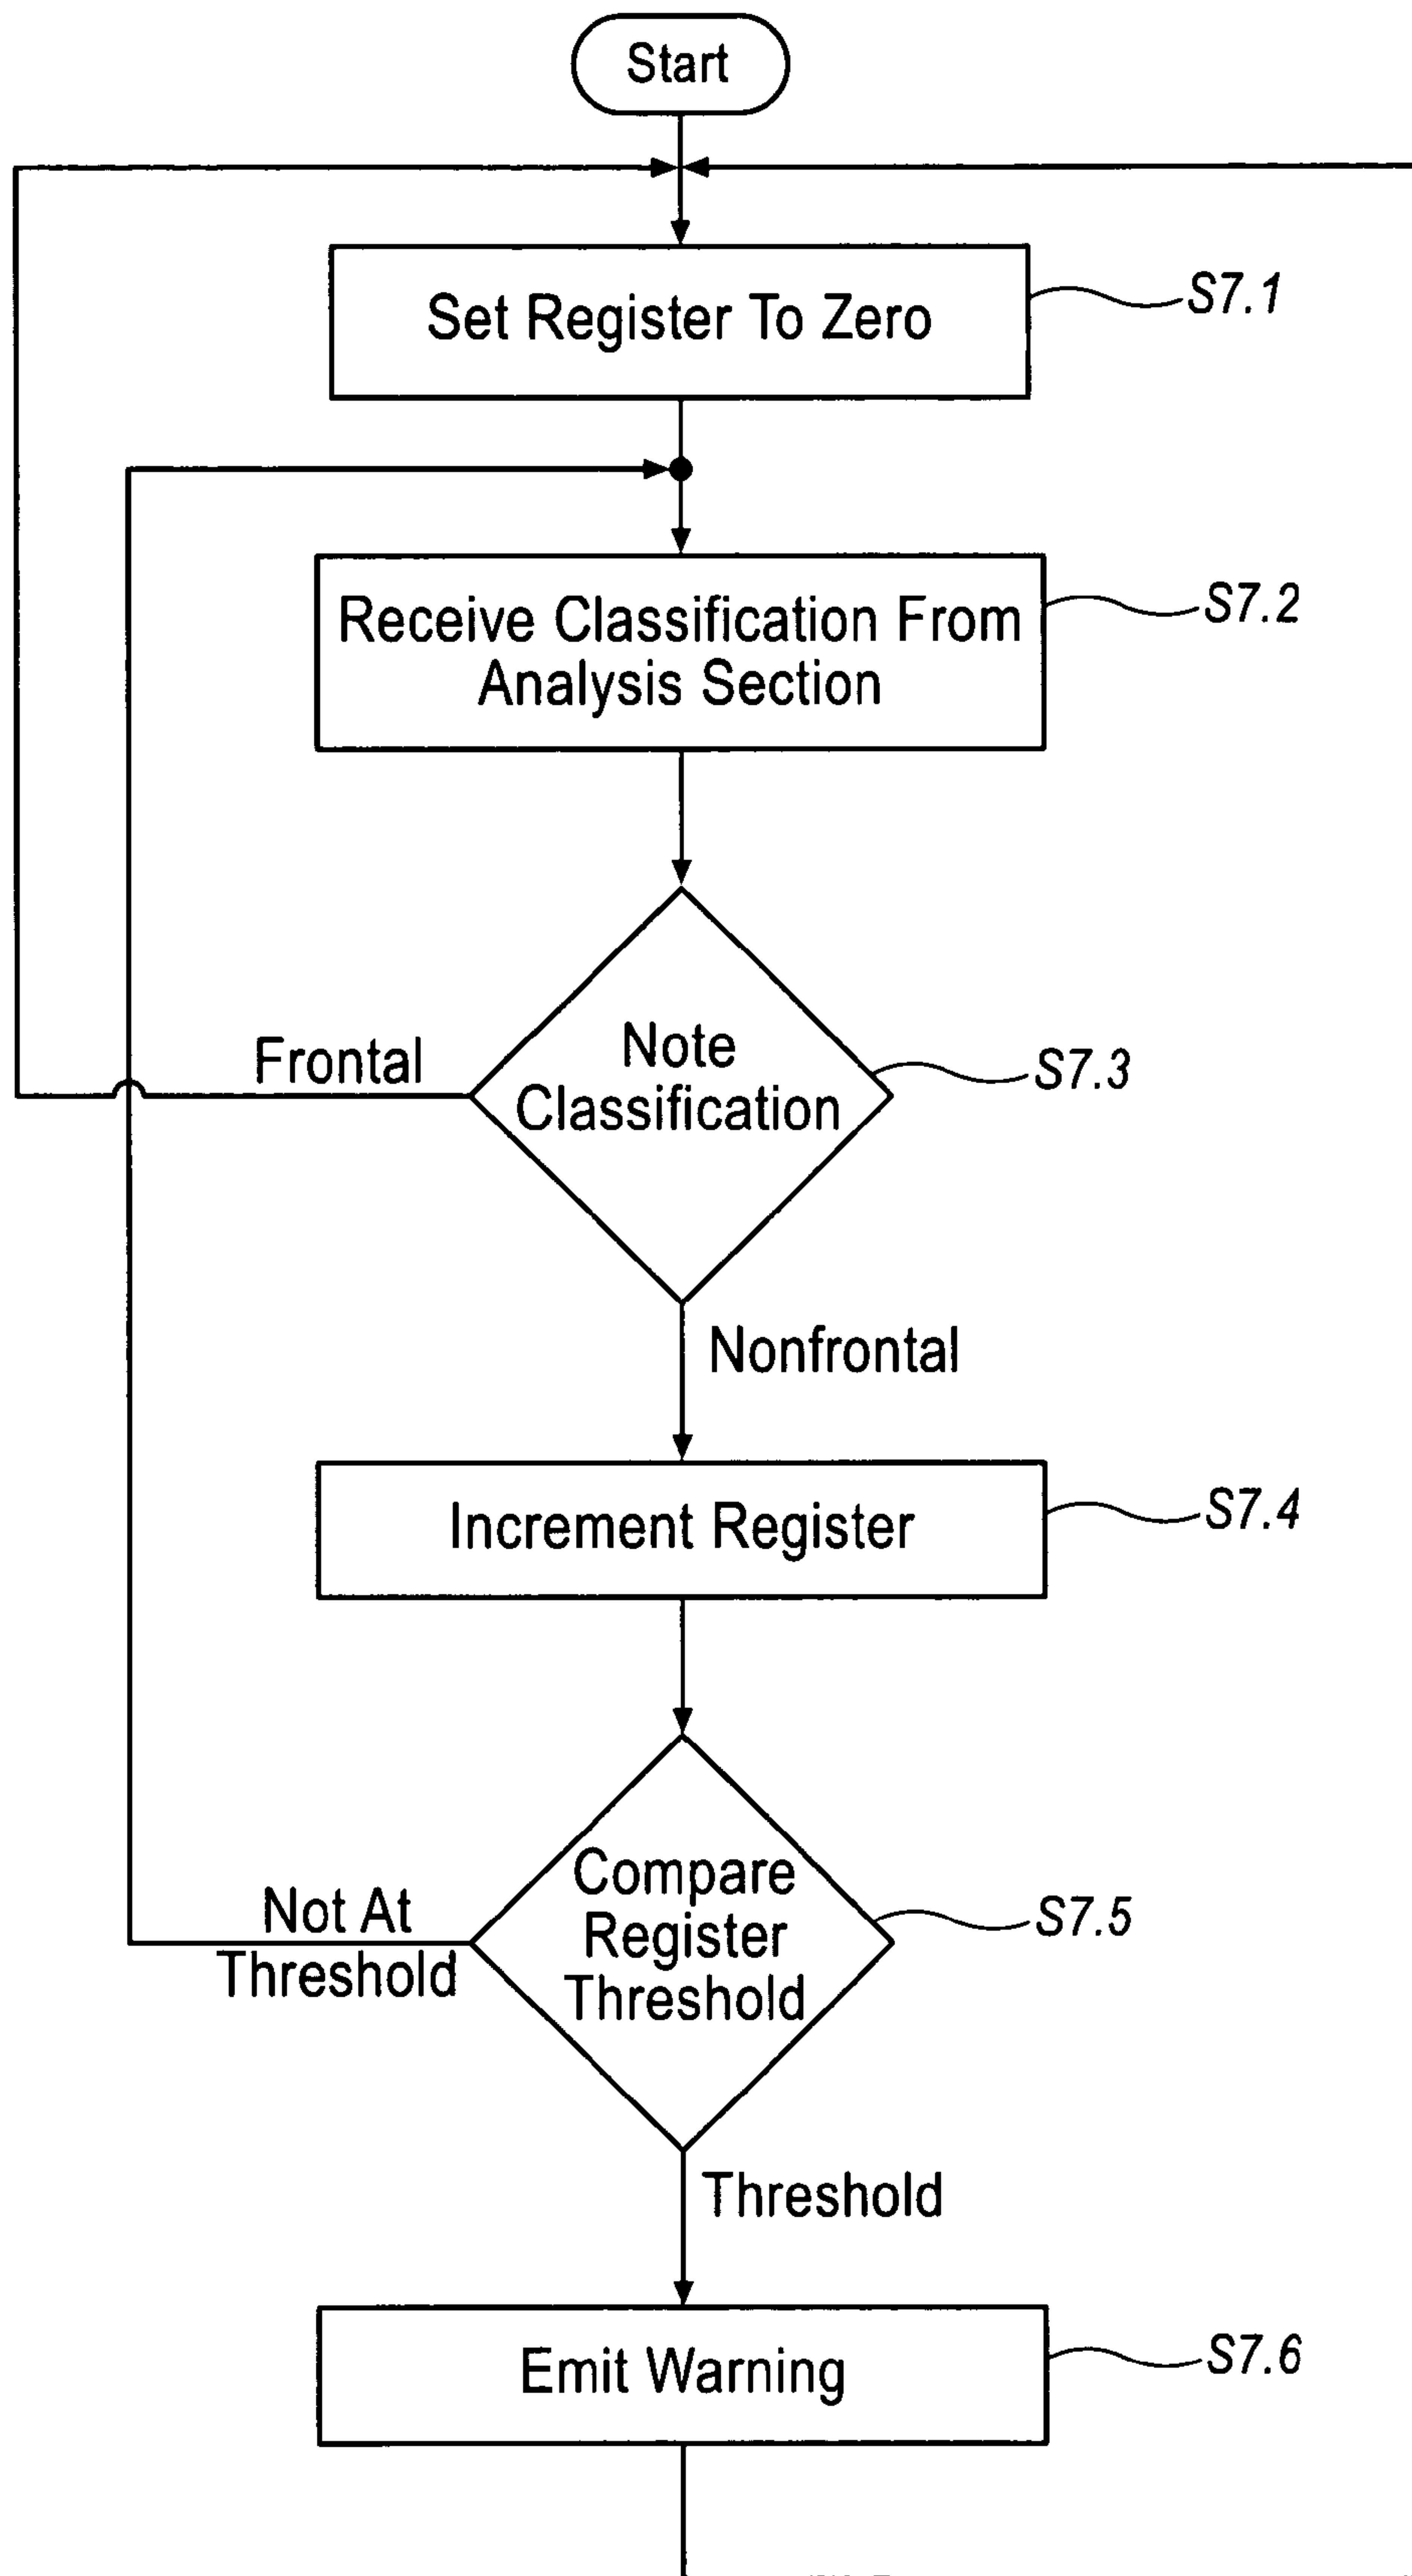 Start
Set Register To Zero
S7.1
Receive Classification From
Analysis Section
S7.2
Note
Classification
S7.3
Frontal
Nonfrontal
Increment Register
S7.4
Compare
Register
Threshold
S7.5
Not At
Threshold
Threshold
Emit Warning
S7.6